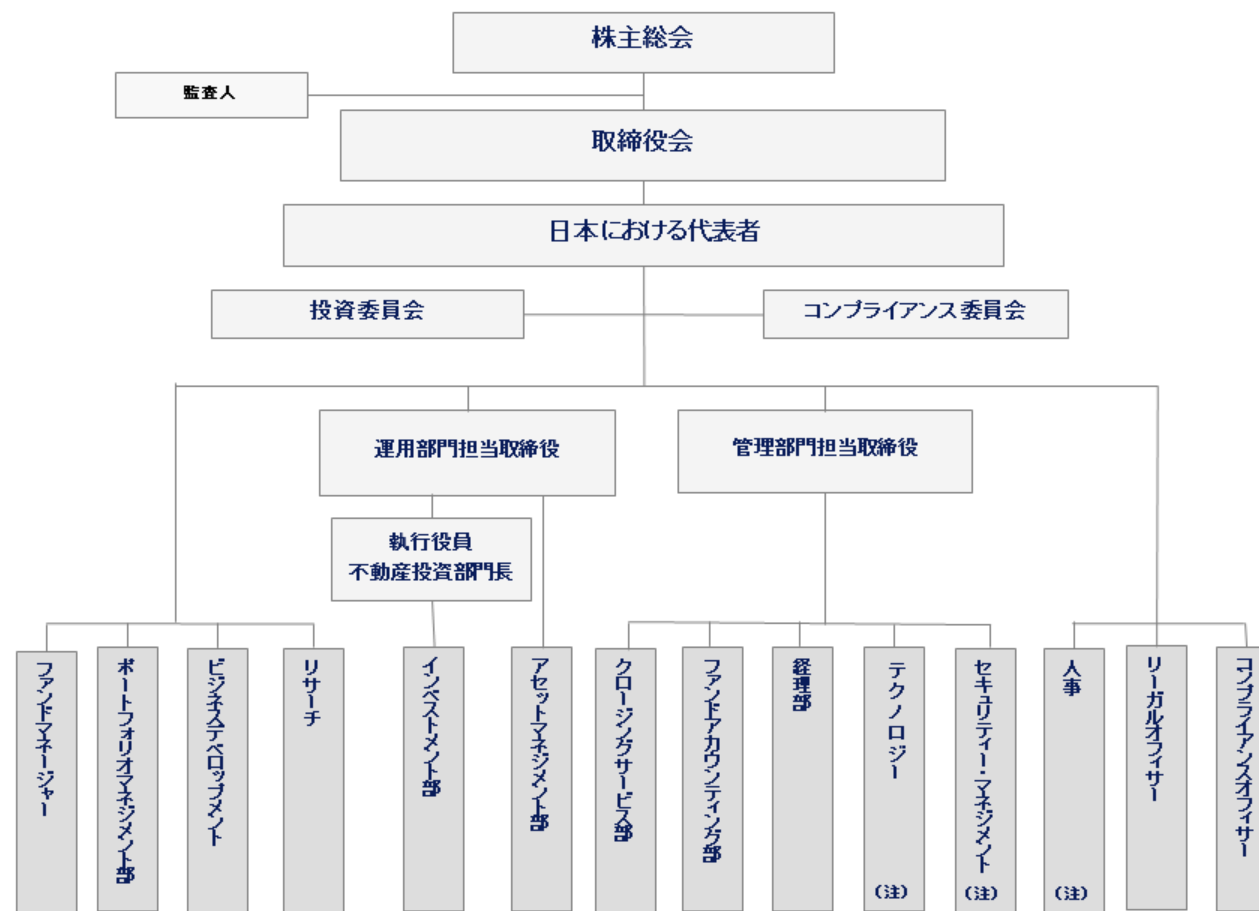 株主総会
監査人
取締役会
日本における代表者
投資委員会
コンプライアンス委員会
運用部門担当取締役
管理部門担当取締役
執行役員
不動産投資部門長
ファンドマネージャー
ポートフォリオマネジメント部
ビジネスデベロップメント
リサーチ
インベストメント部
アセットマネジメント部
クロージングサービス部
ファンドアカウンティング部
経理部
テクノロジー
(注)
セキュリティー・マネジメント
(注)
人事
(注)
リーガルオフィサー
コンプライアンスオフィサー